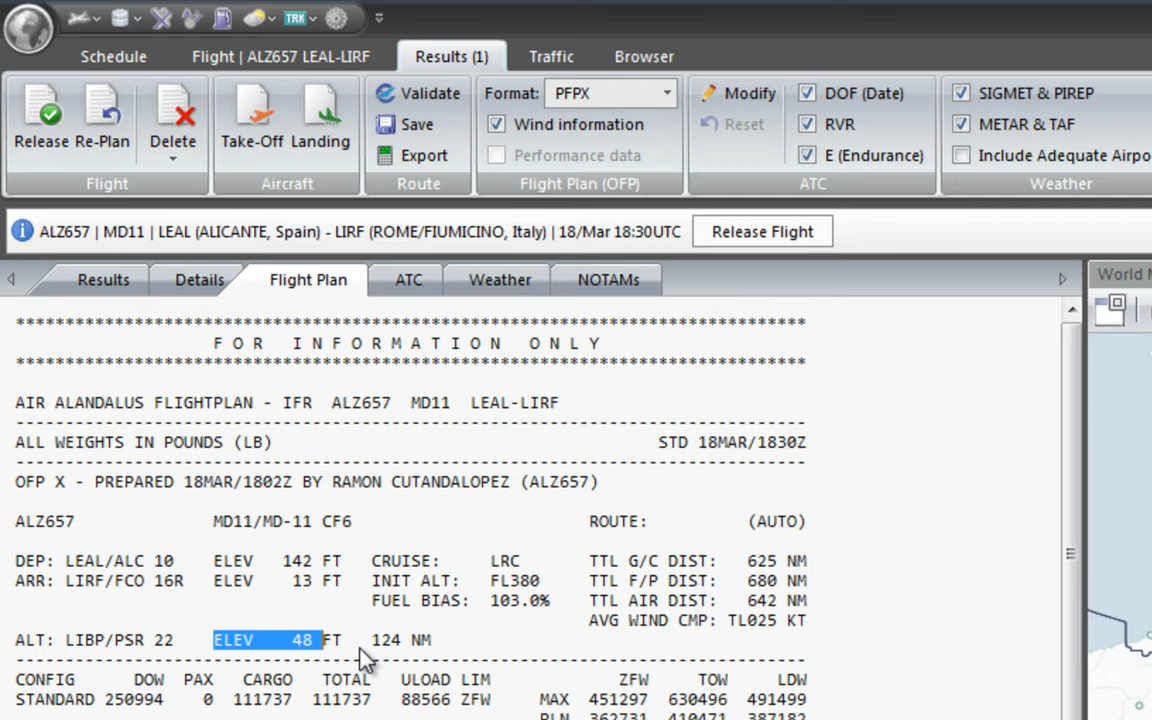 TRK
Schedule Flight | ALZ657 LEAL-LIRF Results (1) Traffic Browser
Release Re-Plan Delete Take-Off Landing Validate Format: PFPX Modify DOF (Date) SIGMET & PIREP
Save Wind information Reset RVR METAR & TAF
Export Performance data E (Endurance) Include Adequate Airpo
Flight Aircraft Route Flight Plan (OFP) ATC Weather
ALZ657 | MD11 | LEAL (ALICANTE, Spain) - LIRF (ROME/FIUMICINO, Italy) | 18/Mar 18:30UTC Release Flight
Results Details Flight Plan ATC Weather NOTAMs World M
********************************************************************************
F O R   I N F O R M A T I O N   O N L Y
********************************************************************************
AIR ALANDALUS FLIGHTPLAN - IFR ALZ657 MD11 LEAL-LIRF
--------------------------------------------------------------------------------
ALL WEIGHTS IN POUNDS (LB) STD 18MAR/1830Z
--------------------------------------------------------------------------------
OFP X - PREPARED 18MAR/1802Z BY RAMON CUTANDALOPEZ (ALZ657)
ALZ657 MD11/MD-11 CF6 ROUTE: (AUTO)
DEP: LEAL/ALC 10 ELEV 142 FT CRUISE: LRC TTL G/C DIST: 625 NM
ARR: LIRF/FCO 16R ELEV 13 FT INIT ALT: FL380 TTL F/P DIST: 680 NM
FUEL BIAS: 103.0% TTL AIR DIST: 642 NM
AVG WIND CMP: TL025 KT
ALT: LIBP/PSR 22 ELEV 48 FT 124 NM
--------------------------------------------------------------------------------
CONFIG DOW PAX CARGO TOTAL ULOAD LIM ZFW TOW LDW
STANDARD 250994 0 111737 111737 88566 ZFW MAX 451297 630496 491499
PLN 362731 410471 387182